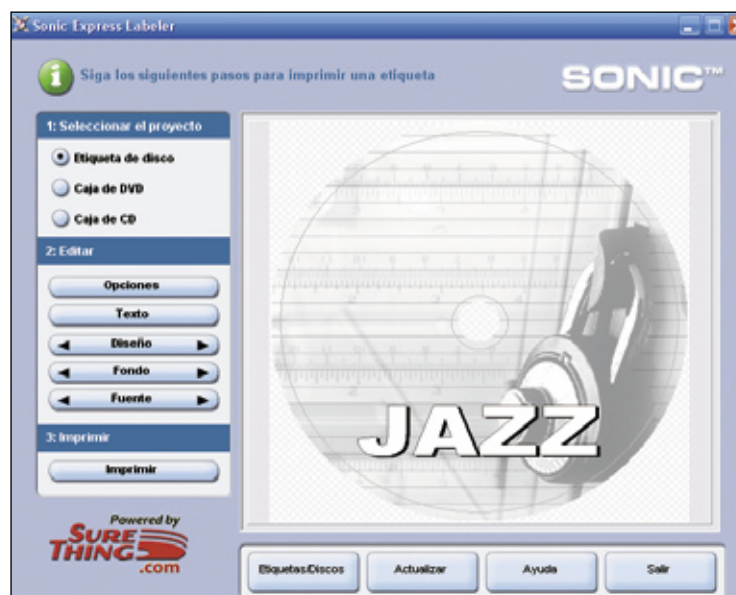 Sonic Express Labeler
Siga los siguientes pasos para imprimir una etiqueta
SONIC™
1: Seleccionar el proyecto
Etiqueta de disco
Caja de DVD
Caja de CD
2: Editar
Opciones
Texto
Diseño
Fondo
Fuente
3: Imprimir
Imprimir
JAZZ
Powered by
SURE
THING
.com
Etiquetas/Discos
Actualizar
Ayuda
Salir